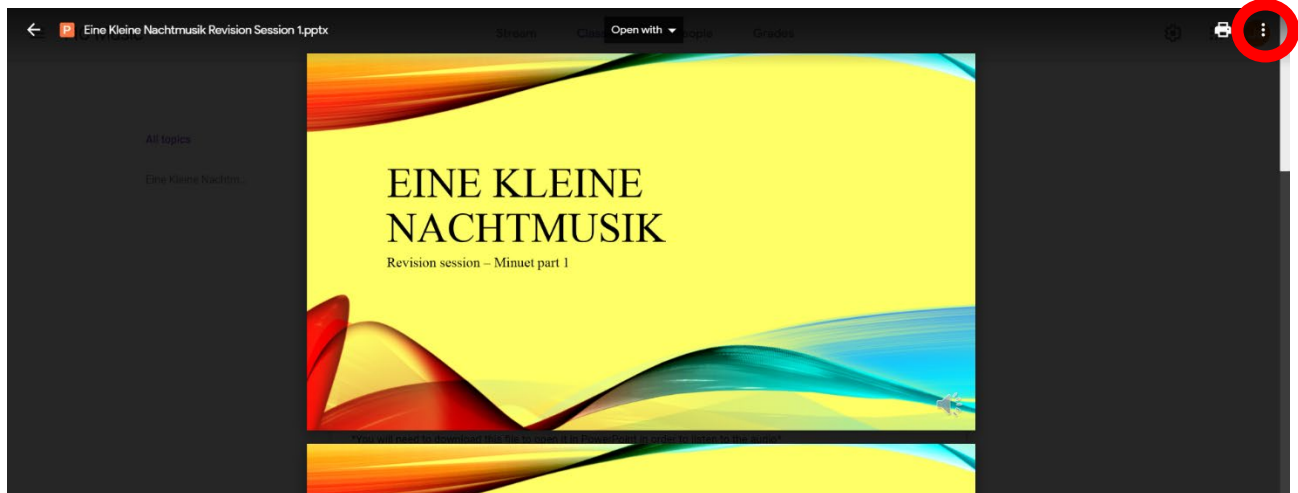 P Eine Kleine Nachtmusik Revision Session 1.pptx
Stream
Open with
Grades
All topics
Eine Kleine Nachtm...
EINE KLEINE
NACHTMUSIK
Revision session – Minuet part 1
*You will need to download this file to open it in PowerPoint in order to listen to the audio*